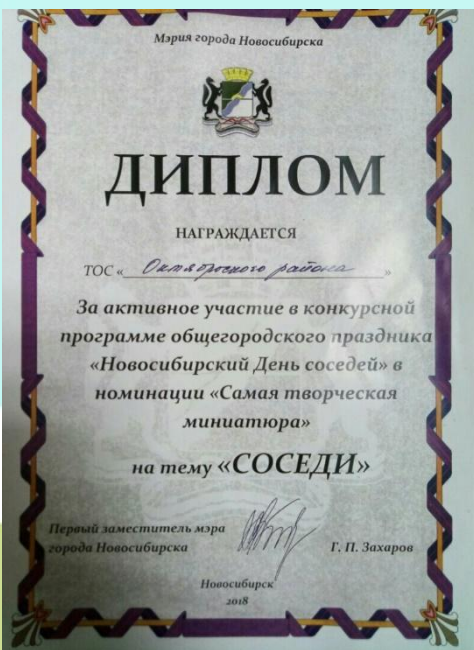 Мэрия города Новосибирска
ДИПЛОМ
НАГРАЖДАЕТСЯ
ТОС « Октябрьского района »
За активное участие в конкурсной
программе общегородского праздника
«Новосибирский День соседей» в
номинации «Самая творческая
миниатюра»
на тему «СОСЕДИ»
Первый заместитель мэра
города Новосибирска
Г. П. Захаров
Новосибирск
2018